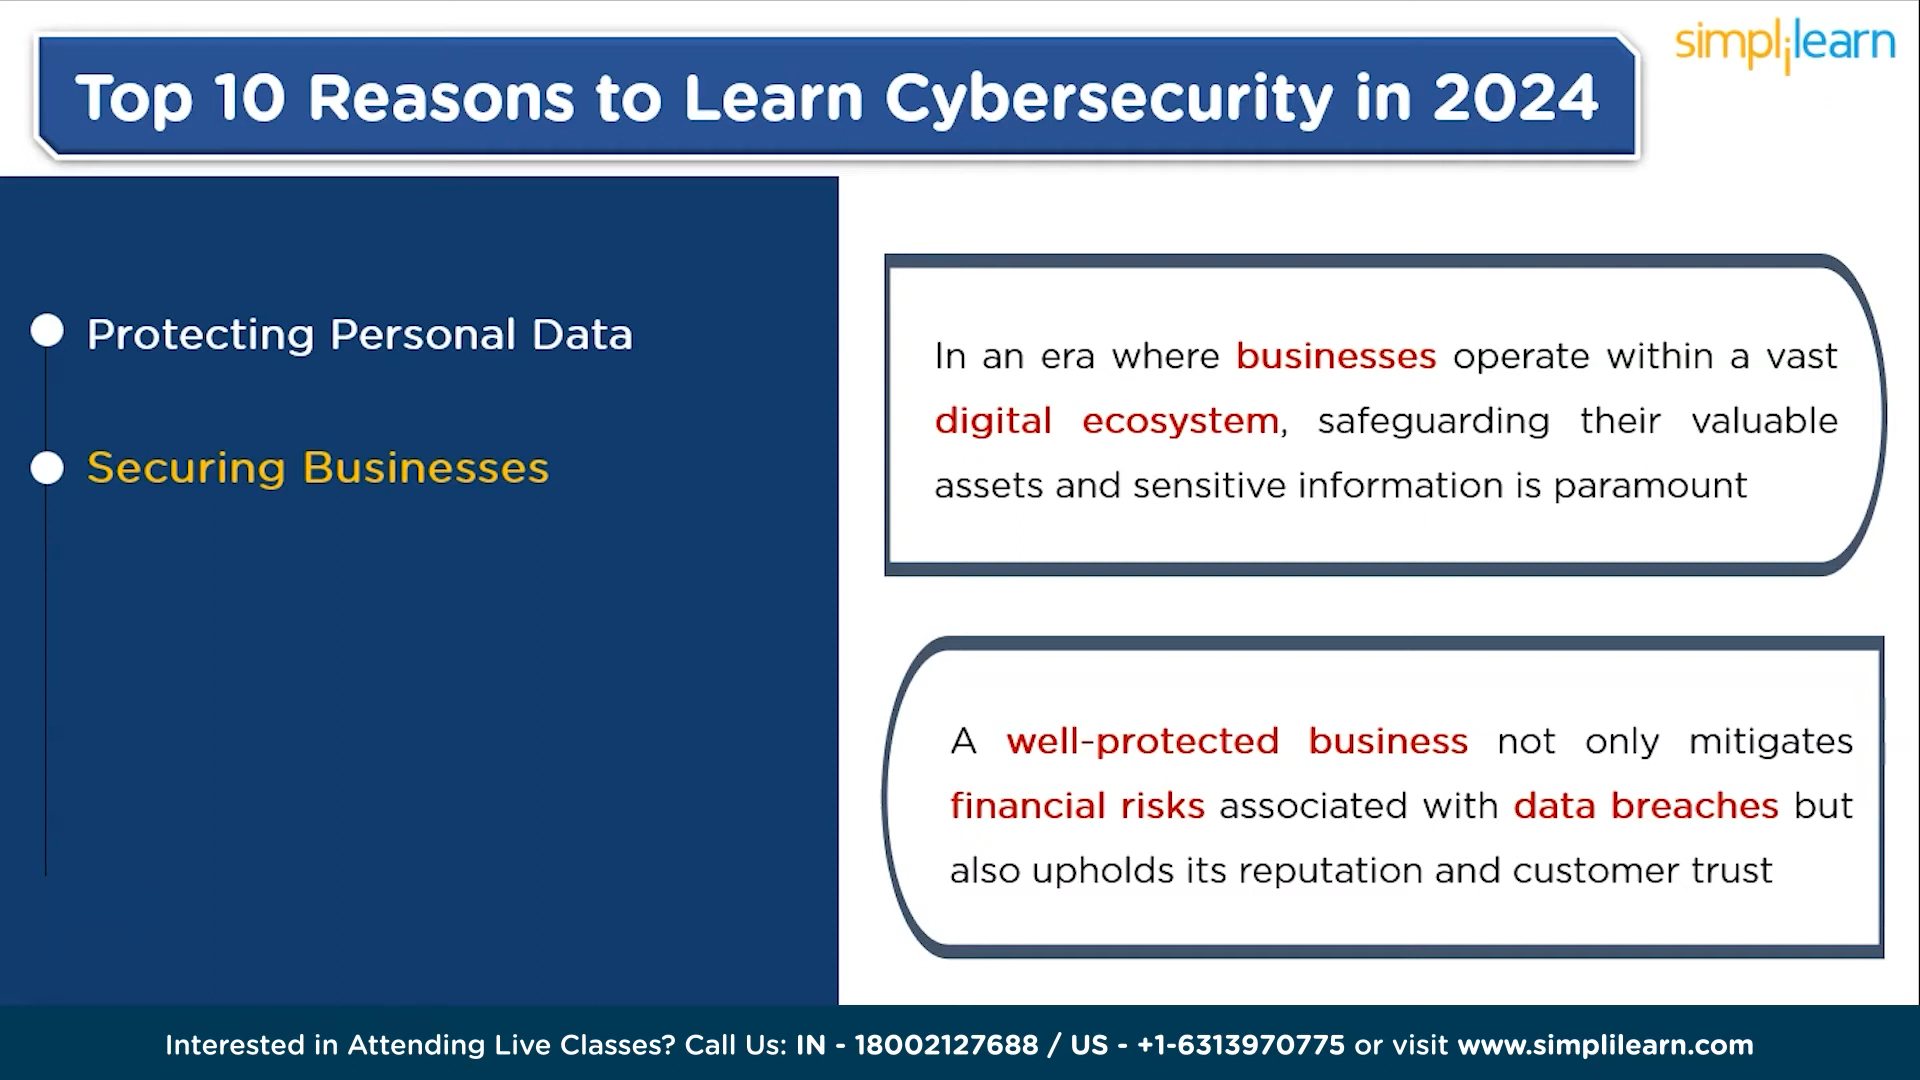 Top 10 Reasons to Learn Cybersecurity in 2024
simplilearn
Protecting Personal Data
Securing Businesses
In an era where businesses operate within a vast
digital ecosystem, safeguarding their valuable
assets and sensitive information is paramount
A well-protected business not only mitigates
financial risks associated with data breaches but
also upholds its reputation and customer trust
Interested in Attending Live Classes? Call Us: IN - 18002127688 / US - +1-6313970775 or visit www.simplilearn.com